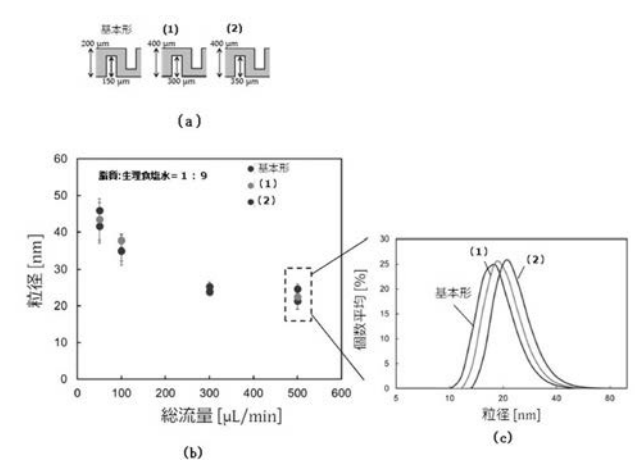 基本形 (1) (2)
200 μm 400 μm 400 μm
150 μm 300 μm 350 μm
(a)
60
50
40
30
20
10
0
粒径 [nm]
脂質:生理食塩水= 1 : 9
基本形
(1)
(2)
0 100 200 300 400 500 600
総流量 [μL/min]
(b)
30
25
20
15
10
5
0
個数平均 [%]
(1)
(2)
基本形
5 10 20 40 80
粒径 [nm]
(c)